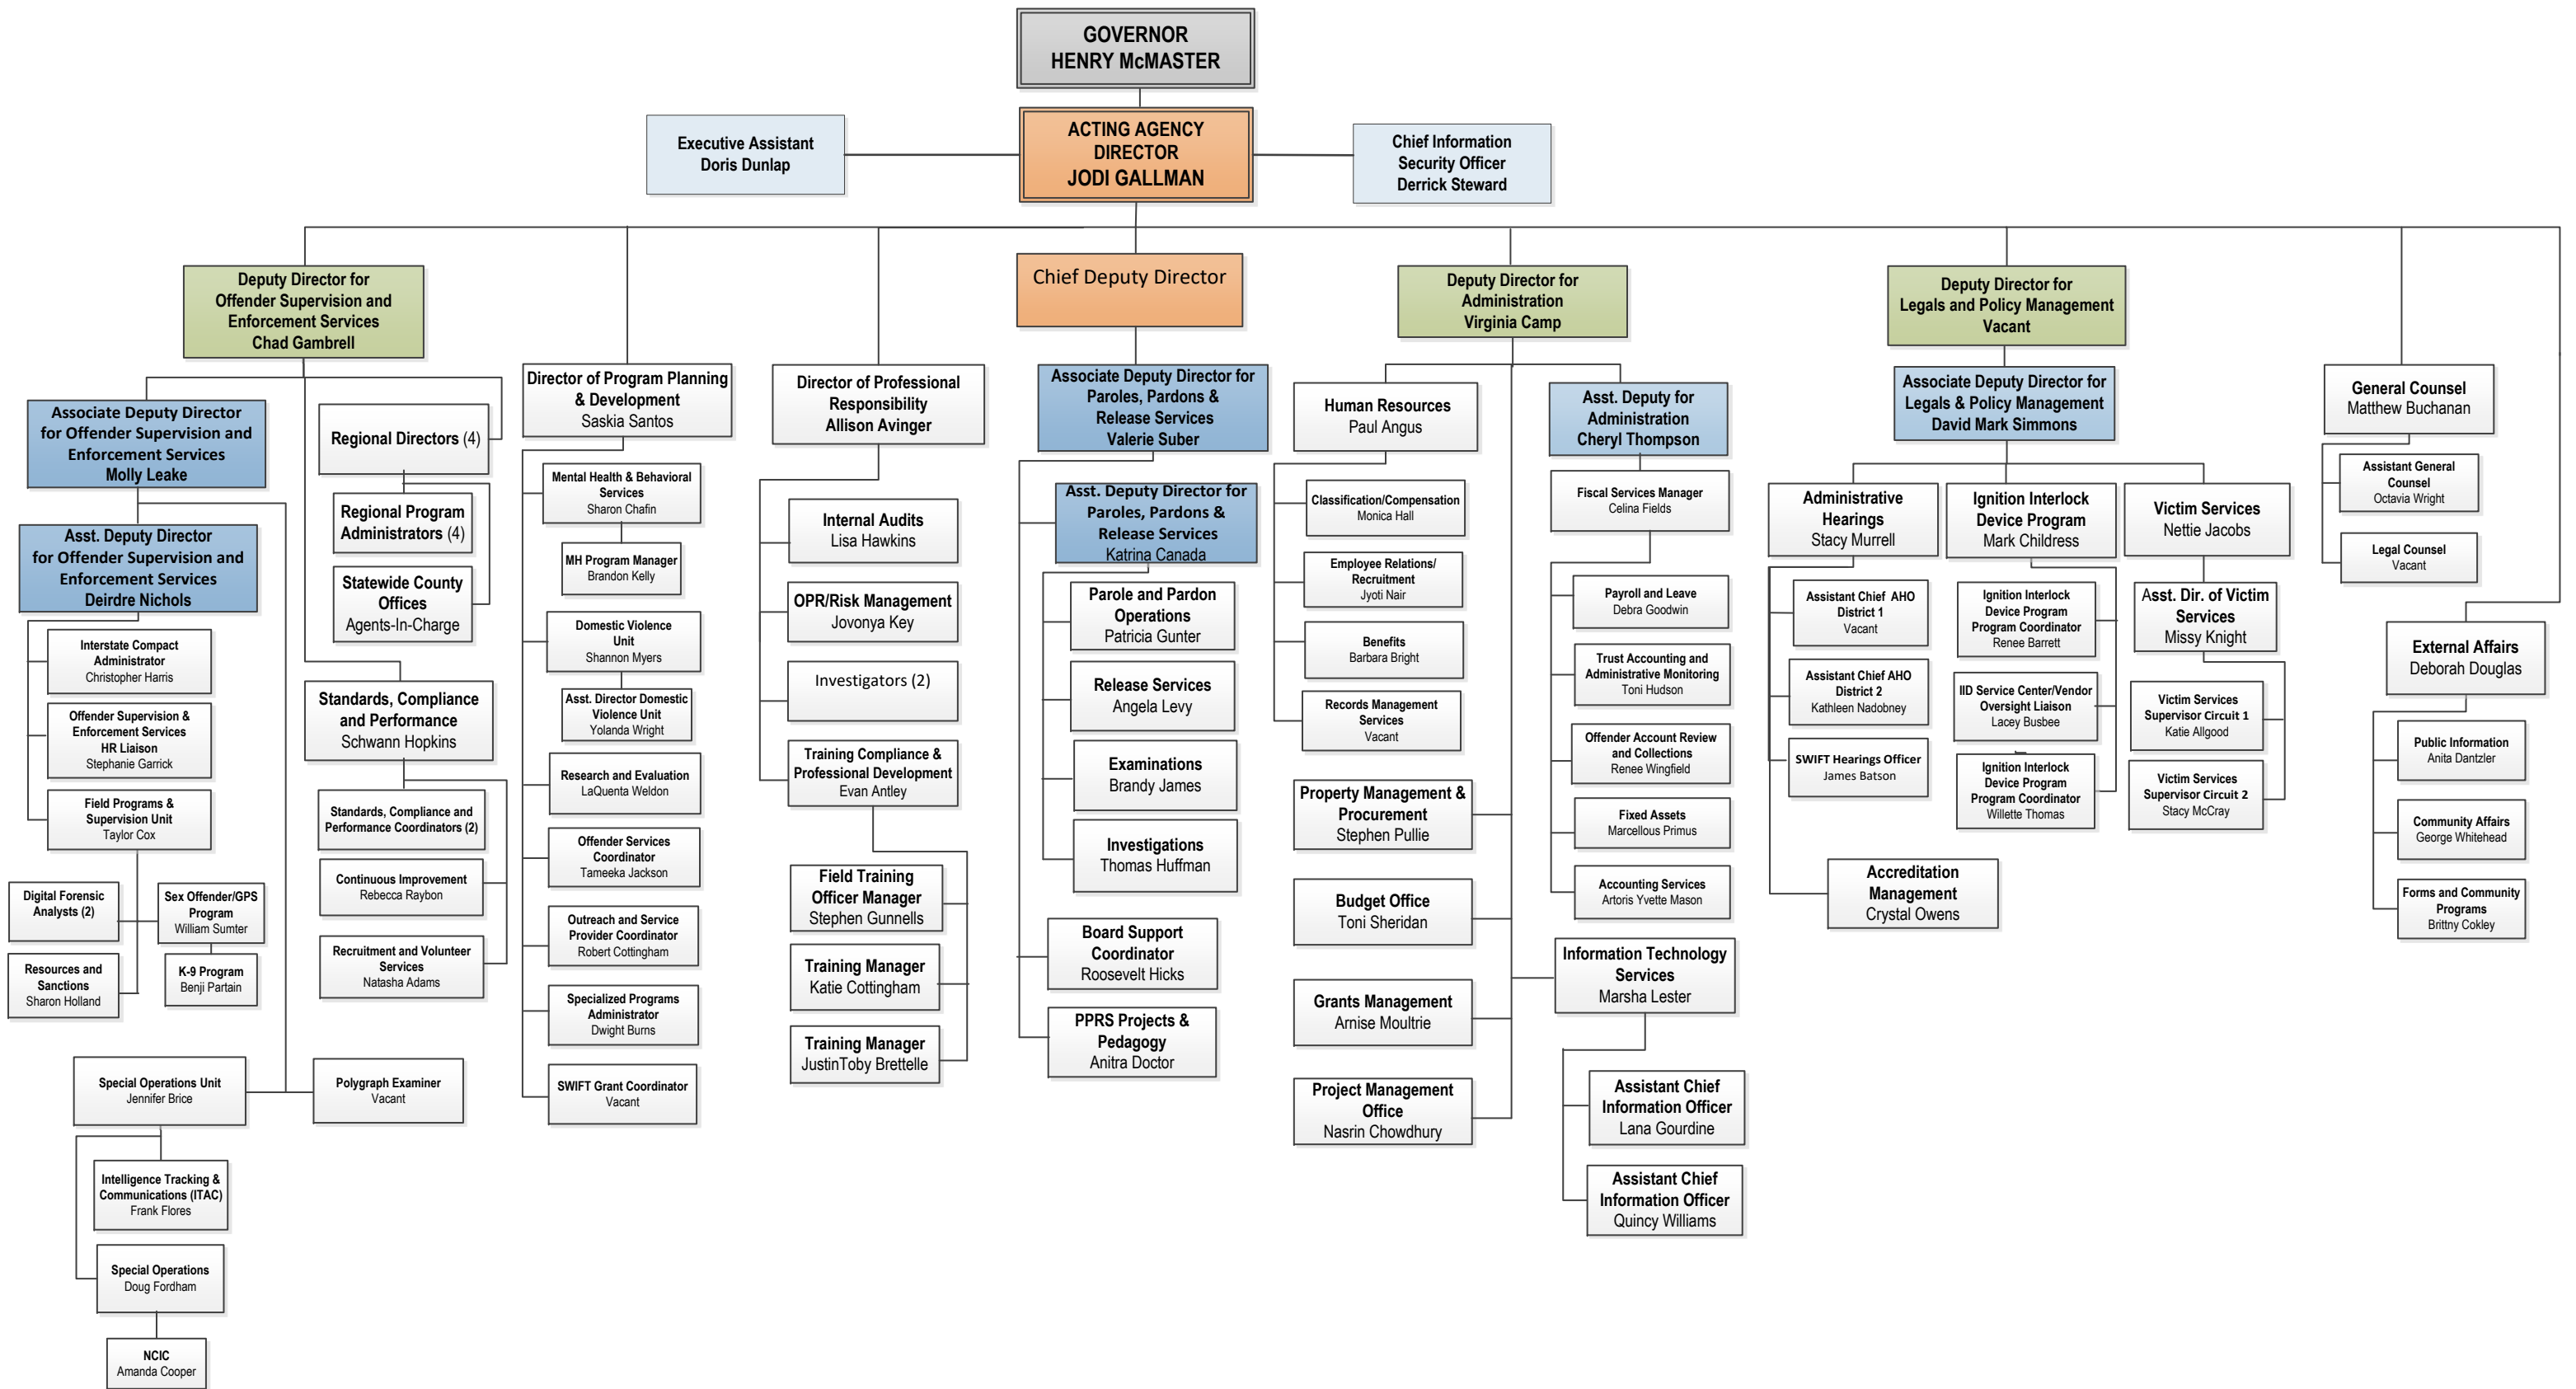 GOVERNOR
HENRY McMASTER
ACTING AGENCY
DIRECTOR
JODI GALLMAN
Executive Assistant
Doris Dunlap
Chief Information
Security Officer
Derrick Steward
Deputy Director for
Offender Supervision and
Enforcement Services
Chad Gambrell
Chief Deputy Director
Deputy Director for
Administration
Virginia Camp
Deputy Director for
Legals and Policy Management
Vacant
Associate Deputy Director
for Offender Supervision and
Enforcement Services
Molly Leake
Asst. Deputy Director
for Offender Supervision and
Enforcement Services
Deirdre Nichols
Interstate Compact
Administrator
Christopher Harris
Offender Supervision &
Enforcement Services
HR Liaison
Stephanie Garrick
Field Programs &
Supervision Unit
Taylor Cox
Digital Forensic
Analysts (2)
Sex Offender/GPS
Program
William Sumter
Resources and
Sanctions
Sharon Holland
K-9 Program
Benji Partain
Special Operations Unit
Jennifer Brice
Polygraph Examiner
Vacant
Intelligence Tracking &
Communications (ITAC)
Frank Flores
Special Operations
Doug Fordham
NCIC
Amanda Cooper
Regional Directors (4)
Regional Program
Administrators (4)
Statewide County
Offices
Agents-In-Charge
Standards, Compliance
and Performance
Schwann Hopkins
Standards, Compliance and
Performance Coordinators (2)
Continuous Improvement
Rebecca Raybon
Recruitment and Volunteer
Services
Natasha Adams
Director of Program Planning
& Development
Saskia Santos
Mental Health & Behavioral
Services
Sharon Chafin
MH Program Manager
Brandon Kelly
Domestic Violence
Unit
Shannon Myers
Asst. Director Domestic
Violence Unit
Yolanda Wright
Research and Evaluation
LaQuenta Weldon
Offender Services
Coordinator
Tameeka Jackson
Outreach and Service
Provider Coordinator
Robert Cottingham
Specialized Programs
Administrator
Dwight Burns
SWIFT Grant Coordinator
Vacant
Director of Professional
Responsibility
Allison Avinger
Internal Audits
Lisa Hawkins
OPR/Risk Management
Jovonya Key
Investigators (2)
Training Compliance &
Professional Development
Evan Antley
Field Training
Officer Manager
Stephen Gunnells
Training Manager
Katie Cottingham
Training Manager
JustinToby Brettelle
Associate Deputy Director for
Paroles, Pardons &
Release Services
Valerie Suber
Asst. Deputy Director for
Paroles, Pardons &
Release Services
Katrina Canada
Parole and Pardon
Operations
Patricia Gunter
Release Services
Angela Levy
Examinations
Brandy James
Investigations
Thomas Huffman
Board Support
Coordinator
Roosevelt Hicks
PPRS Projects &
Pedagogy
Anitra Doctor
Human Resources
Paul Angus
Classification/Compensation
Monica Hall
Employee Relations/
Recruitment
Jyoti Nair
Benefits
Barbara Bright
Records Management
Services
Vacant
Property Management &
Procurement
Stephen Pullie
Budget Office
Toni Sheridan
Grants Management
Arnise Moultrie
Project Management
Office
Nasrin Chowdhury
Asst. Deputy for
Administration
Cheryl Thompson
Fiscal Services Manager
Celina Fields
Payroll and Leave
Debra Goodwin
Trust Accounting and
Administrative Monitoring
Toni Hudson
Offender Account Review
and Collections
Renee Wingfield
Fixed Assets
Marcellous Primus
Accounting Services
Artoris Yvette Mason
Information Technology
Services
Marsha Lester
Assistant Chief
Information Officer
Lana Gourdine
Assistant Chief
Information Officer
Quincy Williams
Associate Deputy Director for
Legals & Policy Management
David Mark Simmons
Administrative
Hearings
Stacy Murrell
Assistant Chief AHO
District 1
Vacant
Assistant Chief AHO
District 2
Kathleen Nadobney
SWIFT Hearings Officer
James Batson
Accreditation
Management
Crystal Owens
Ignition Interlock
Device Program
Mark Childress
Ignition Interlock
Device Program
Program Coordinator
Renee Barrett
IID Service Center/Vendor
Oversight Liaison
Lacey Busbee
Ignition Interlock
Device Program
Program Coordinator
Willette Thomas
Victim Services
Nettie Jacobs
Asst. Dir. of Victim
Services
Missy Knight
Victim Services
Supervisor Circuit 1
Katie Allgood
Victim Services
Supervisor Circuit 2
Stacy McCray
General Counsel
Matthew Buchanan
Assistant General
Counsel
Octavia Wright
Legal Counsel
Vacant
External Affairs
Deborah Douglas
Public Information
Anita Dantzler
Community Affairs
George Whitehead
Forms and Community
Programs
Brittny Cokley